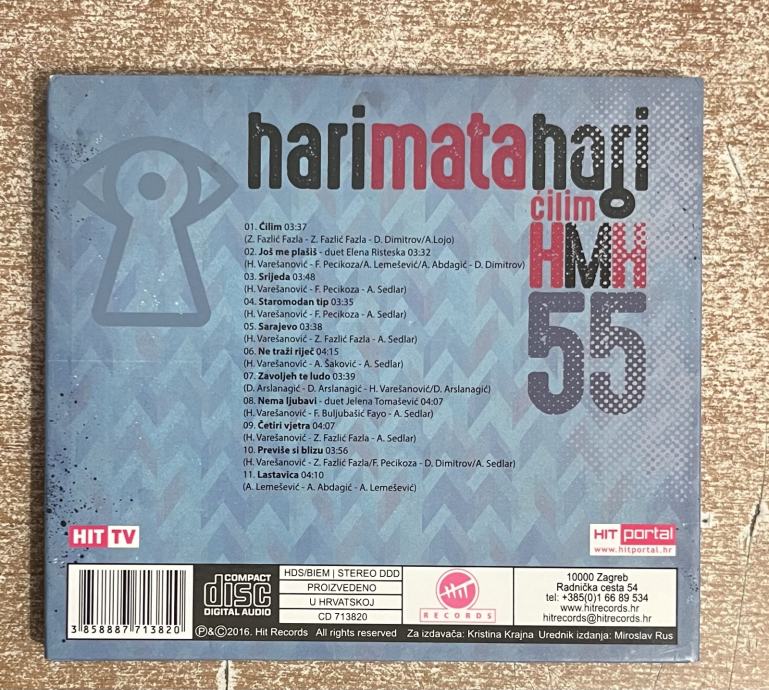 harimatahari
ćilim
HMH
55
01. Ćilim 03:37
(Z. Fazlić Fazla - Z. Fazlić Fazla - D. Dimitrov/A.Lojo)
02. Još me plašiš - duet Elena Risteska 03:32
(H. Varešanović - F. Pecikoza/A. Lemešević/A. Abdagić - D. Dimitrov)
03. Srijeda 03:48
(H. Varešanović - F. Pecikoza - A. Sedlar)
04. Staromodan tip 03:35
(H. Varešanović - F. Pecikoza - A. Sedlar)
05. Sarajevo 03:38
(H. Varešanović - Z. Fazlić Fazla - A. Sedlar)
06. Ne traži riječ 04:15
(H. Varešanović - A. Šaković - A. Sedlar)
07. Zavoljeh te ludo 03:39
(D. Arslanagić - D. Arslanagić - H. Varešanović/D. Arslanagić)
08. Nema ljubavi - duet Jelena Tomašević 04:07
(H. Varešanović - F. Buljubašić Fayo - A. Sedlar)
09. Četiri vjetra 04:07
(H. Varešanović - Z. Fazlić Fazla - A. Sedlar)
10. Previše si blizu 03:56
(H. Varešanović - Z. Fazlić Fazla/F. Pecikoza - D. Dimitrov/A. Sedlar)
11. Lastavica 04:10
(A. Lemešević - A. Abdagić - A. Lemešević)
HIT TV
HIT portal
www.hitportal.hr
3 858887 713820
COMPACT
disc
DIGITAL AUDIO
HDS/BIEM | STEREO DDD
PROIZVEDENO
U HRVATSKOJ
CD 713820
HIT
RECORDS
10000 Zagreb
Radnička cesta 54
tel: +385(0)1 66 89 534
www.hitrecords.hr
hitrecords@hitrecords.hr
℗&©2016. Hit Records All rights reserved Za izdavača: Kristina Krajna Urednik izdanja: Miroslav Rus